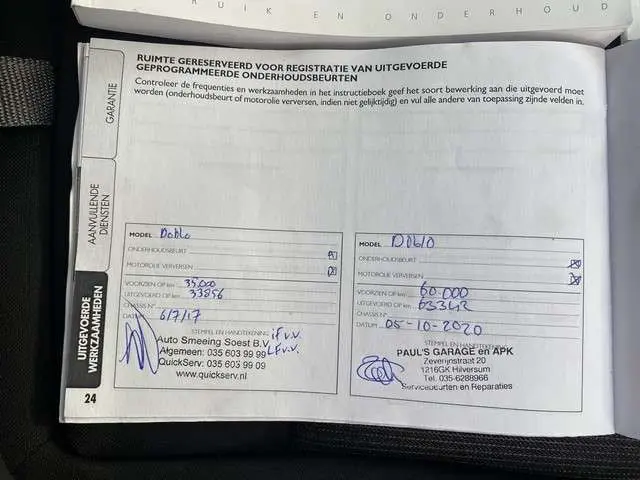 RUIK EN ONDERHOUD
RUIMTE GERESERVEERD VOOR REGISTRATIE VAN UITGEVOERDE
GEPROGRAMMEERDE ONDERHOUDSBEURTEN
Controleer de frequenties en werkzaamheden in het instructieboek geef het soort bewerking aan die uitgevoerd moet
worden (onderhoudsbeurt of motorolie verversen, indien niet gelijktijdig) en vul alle andere van toepassing zijnde velden in.
GARANTIE
AANVULLENDE
DIENSTEN
UITGEVOERDE
WERKZAAMHEDEN
MODEL Doblo
ONDERHOUDSBEURT
MOTOROLIE VERVERSEN
VOORZIEN OP km 35.000
UITGEVOERD OP km 33856
CHASSIS N°
DATUM 6/7/17
STEMPEL EN HANDTEKENING i.f.v.v.
Auto Smeeing Soest B.V.
Algemeen: 035 603 99 99 LF v.v.
QuickServ: 035 603 99 09
www.quickserv.nl
MODEL Doblo
ONDERHOUDSBEURT
MOTOROLIE VERVERSEN
VOORZIEN OP km 60.000
UITGEVOERD OP km 63342
CHASSIS N°
DATUM 05-10-2020
STEMPEL EN HANDTEKENING
PAUL'S GARAGE en APK
Zeverijnstraat 20
1216GK Hilversum
Tel. 035-6288966
Servicebeurten en Reparaties
24